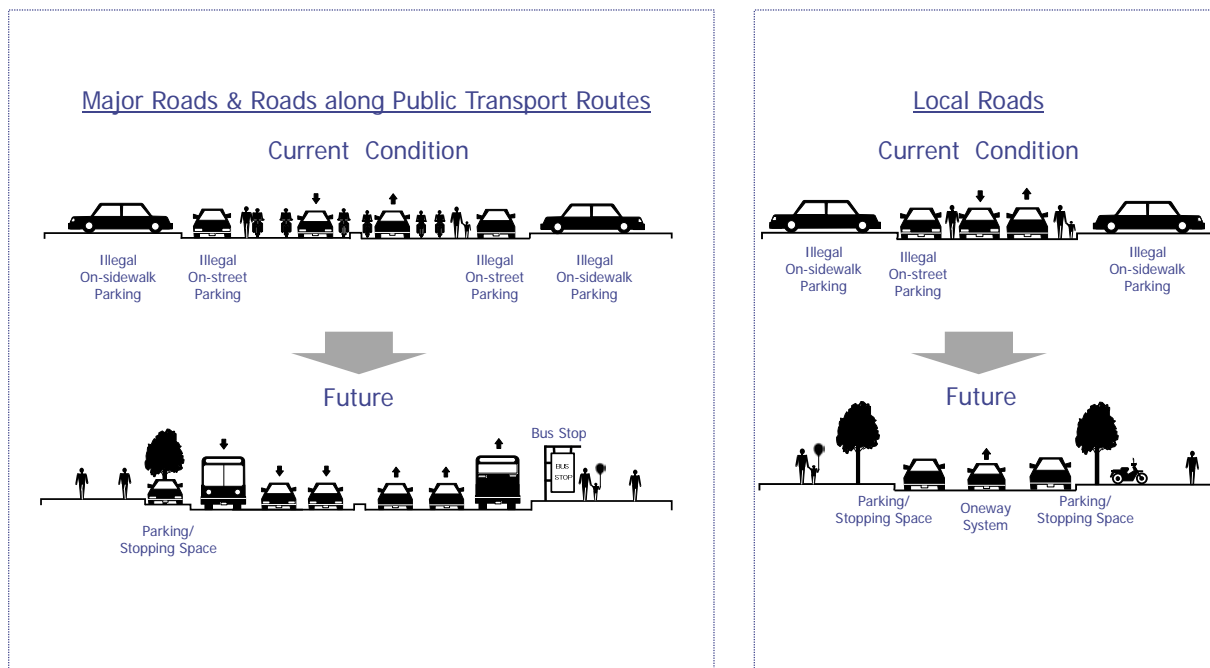 Major Roads & Roads along Public Transport Routes
Current Condition
Illegal
On-sidewalk
Parking
Illegal
On-street
Parking
Illegal
On-street
Parking
Illegal
On-sidewalk
Parking
Future
Bus Stop
BUS
STOP
Parking/
Stopping Space
Local Roads
Current Condition
Illegal
On-sidewalk
Parking
Illegal
On-street
Parking
Illegal
On-sidewalk
Parking
Future
Parking/
Stopping Space
Oneway
System
Parking/
Stopping Space